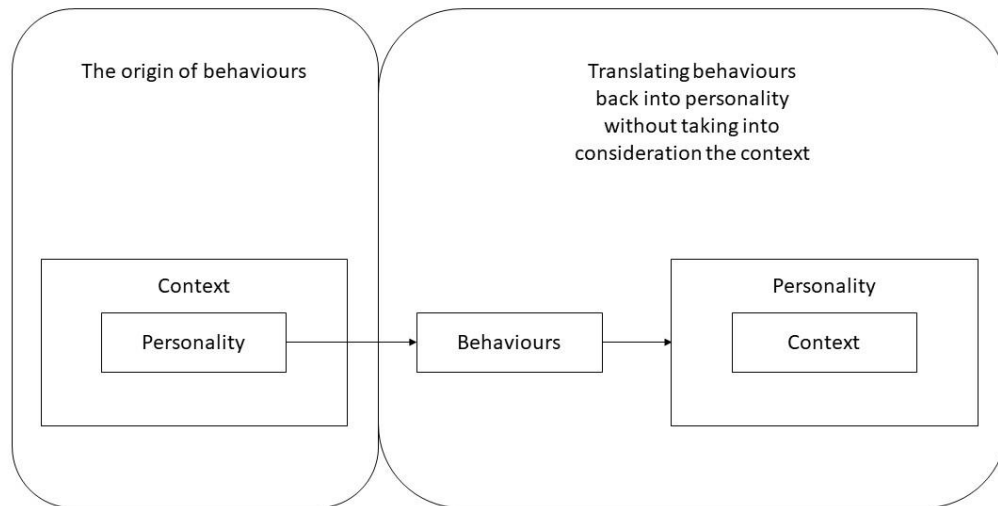 The origin of behaviours
Translating behaviours
back into personality
without taking into
consideration the context
Context
Personality
Behaviours
Personality
Context